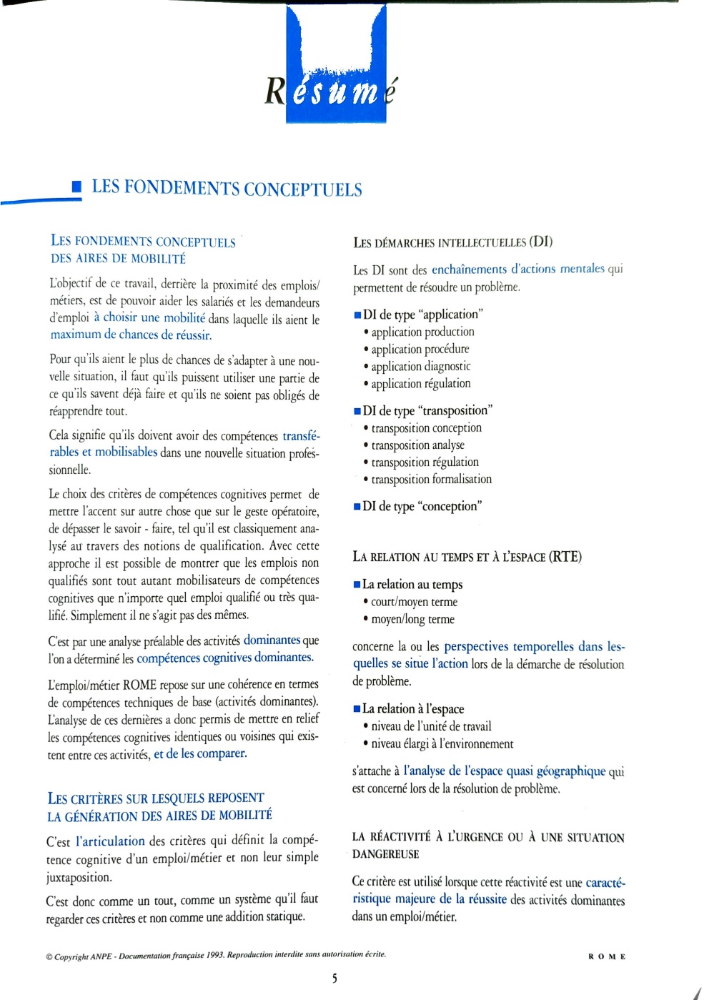 Résumé
LES FONDEMENTS CONCEPTUELS
LES FONDEMENTS CONCEPTUELS
DES AIRES DE MOBILITÉ
L'objectif de ce travail, derrière la proximité des emplois/
métiers, est de pouvoir aider les salariés et les demandeurs
d'emploi à choisir une mobilité dans laquelle ils aient le
maximum de chances de réussir.
Pour qu'ils aient le plus de chances de s'adapter à une nou-
velle situation, il faut qu'ils puissent utiliser une partie de
ce qu'ils savent déjà faire et qu'ils ne soient pas obligés de
réapprendre tout.
Cela signifie qu'ils doivent avoir des compétences transfé-
rables et mobilisables dans une nouvelle situation profes-
sionnelle.
Le choix des critères de compétences cognitives permet de
mettre l'accent sur autre chose que sur le geste opératoire,
de dépasser le savoir - faire, tel qu'il est classiquement ana-
lysé au travers des notions de qualification. Avec cette
approche il est possible de montrer que les emplois non
qualifiés sont tout autant mobilisateurs de compétences
cognitives que n'importe quel emploi qualifié ou très qua-
lifié. Simplement il ne s'agit pas des mêmes.
C'est par une analyse préalable des activités dominantes que
l'on a déterminé les compétences cognitives dominantes.
L'emploi/métier ROME repose sur une cohérence en termes
de compétences techniques de base (activités dominantes).
L'analyse de ces dernières a donc permis de mettre en relief
les compétences cognitives identiques ou voisines qui exis-
tent entre ces activités, et de les comparer.
LES CRITÈRES SUR LESQUELS REPOSENT
LA GÉNÉRATION DES AIRES DE MOBILITÉ
C'est l'articulation des critères qui définit la compé-
tence cognitive d'un emploi/métier et non leur simple
juxtaposition.
C'est donc comme un tout, comme un système qu'il faut
regarder ces critères et non comme une addition statique.
LES DÉMARCHES INTELLECTUELLES (DI)
Les DI sont des enchaînements d'actions mentales qui
permettent de résoudre un problème.
■ DI de type “application”
• application production
• application procédure
• application diagnostic
• application régulation
■ DI de type “transposition”
• transposition conception
• transposition analyse
• transposition régulation
• transposition formalisation
■ DI de type “conception”
LA RELATION AU TEMPS ET À L'ESPACE (RTE)
■ La relation au temps
• court/moyen terme
• moyen/long terme
concerne la ou les perspectives temporelles dans les-
quelles se situe l'action lors de la démarche de résolution
de problème.
■ La relation à l'espace
• niveau de l'unité de travail
• niveau élargi à l'environnement
s'attache à l'analyse de l'espace quasi géographique qui
est concerné lors de la résolution de problème.
LA RÉACTIVITÉ À L'URGENCE OU À UNE SITUATION
DANGEREUSE
Ce critère est utilisé lorsque cette réactivité est une caracté-
ristique majeure de la réussite des activités dominantes
dans un emploi/métier.
© Copyright ANPE - Documentation française 1993. Reproduction interdite sans autorisation écrite.
ROME
5